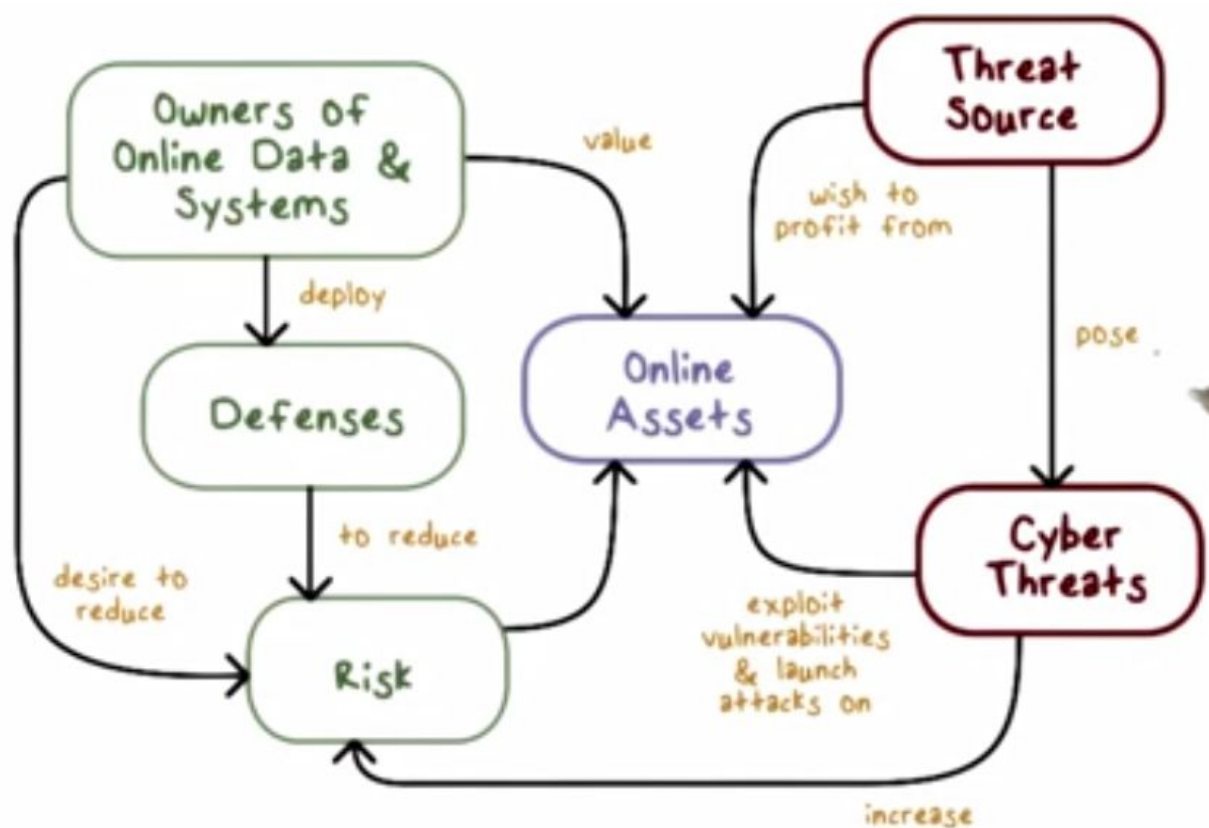 Owners of
Online Data &
Systems
value
Threat
Source
wish to
profit from
deploy
pose
Defenses
Online
Assets
to reduce
desire to
reduce
Cyber
Threats
exploit
vulnerabilities
& launch
attacks on
Risk
increase